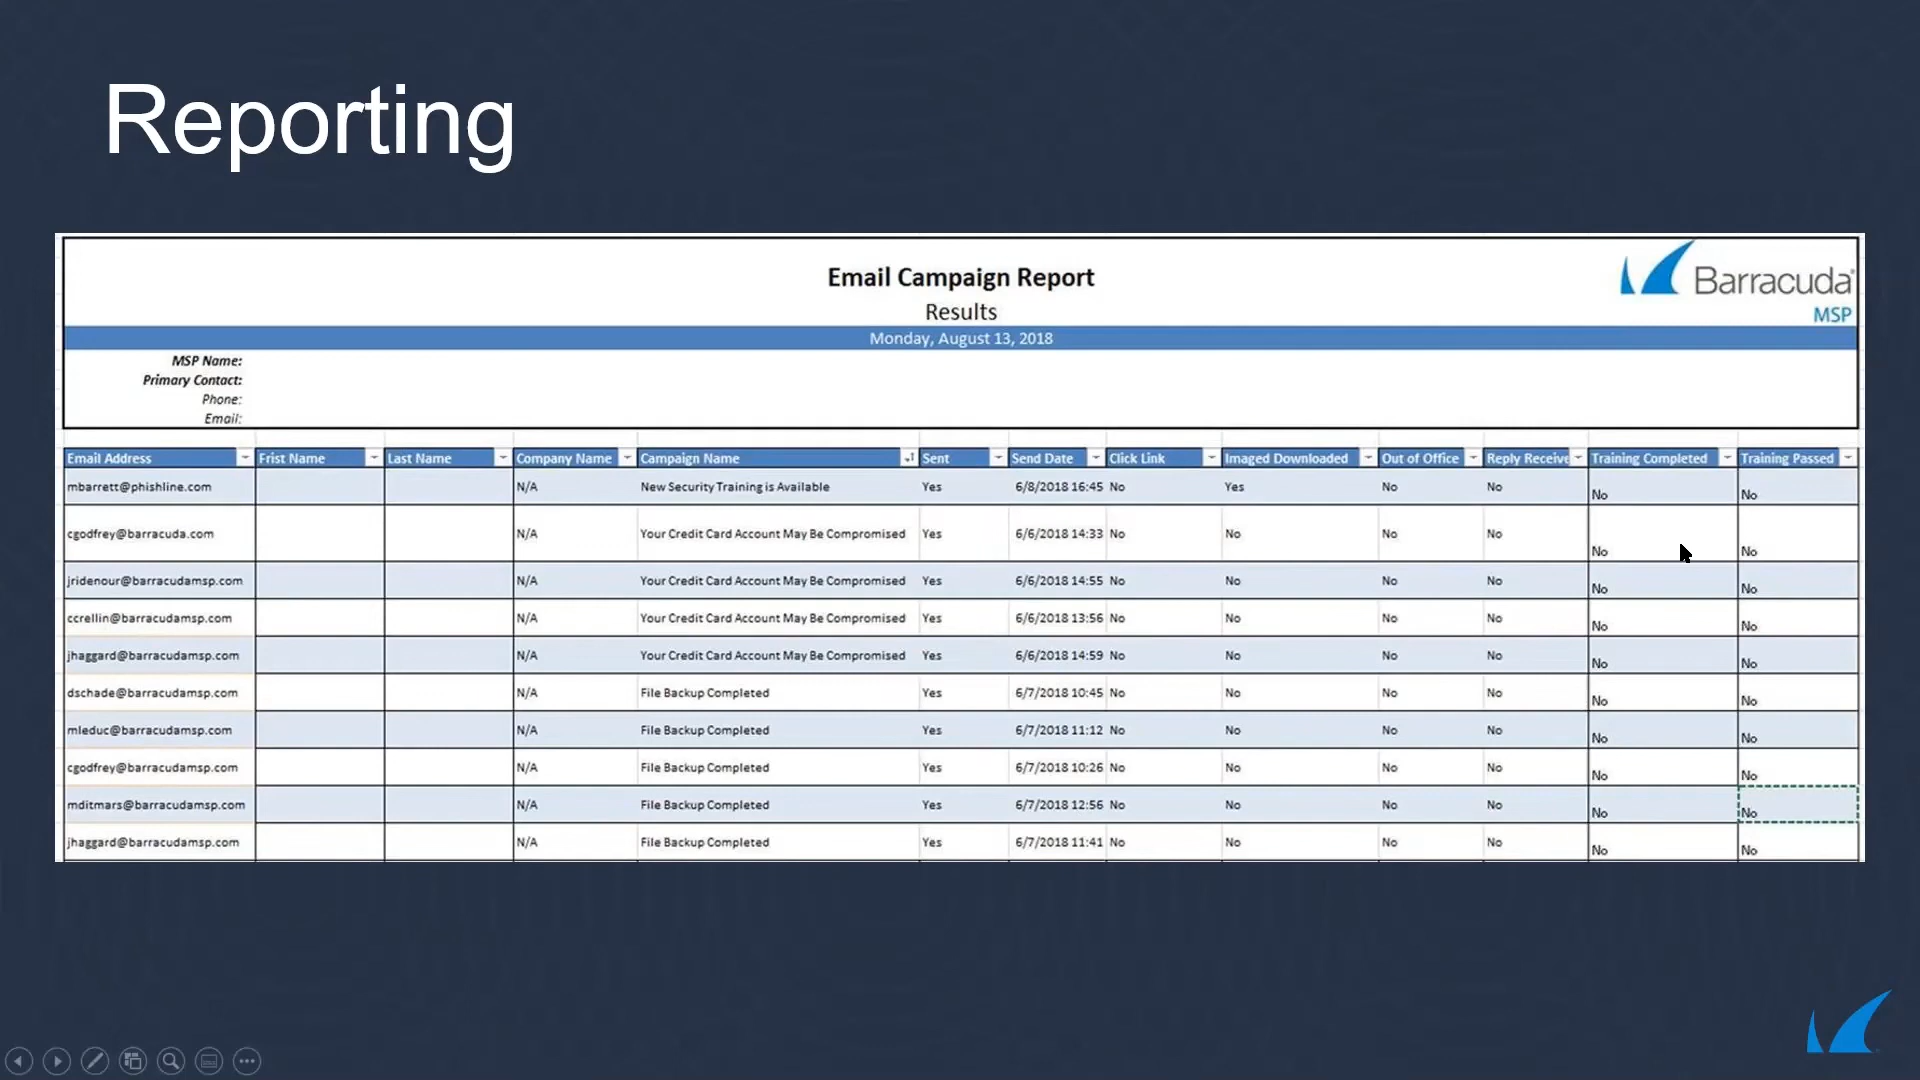 Reporting
Email Campaign Report
Results
Barracuda
MSP
Monday, August 13, 2018
MSP Name:
Primary Contact:
Phone:
Email:
Email Address Frist Name Last Name Company Name Campaign Name Sent Send Date Click Link Imaged Downloaded Out of Office Reply Receive Training Completed Training Passed
mbarrett@phishline.com N/A New Security Training is Available Yes 6/8/2018 16:45 No Yes No No No No
cgodfrey@barracuda.com N/A Your Credit Card Account May Be Compromised Yes 6/6/2018 14:33 No No No No No No
jridenour@barracudamsp.com N/A Your Credit Card Account May Be Compromised Yes 6/6/2018 14:55 No No No No No No
ccrellin@barracudamsp.com N/A Your Credit Card Account May Be Compromised Yes 6/6/2018 13:56 No No No No No No
jhaggard@barracudamsp.com N/A Your Credit Card Account May Be Compromised Yes 6/6/2018 14:59 No No No No No No
dschade@barracudamsp.com N/A File Backup Completed Yes 6/7/2018 10:45 No No No No No No
mleduc@barracudamsp.com N/A File Backup Completed Yes 6/7/2018 11:12 No No No No No No
cgodfrey@barracudamsp.com N/A File Backup Completed Yes 6/7/2018 10:26 No No No No No No
mditmars@barracudamsp.com N/A File Backup Completed Yes 6/7/2018 12:56 No No No No No No
jhaggard@barracudamsp.com N/A File Backup Completed Yes 6/7/2018 11:41 No No No No No No